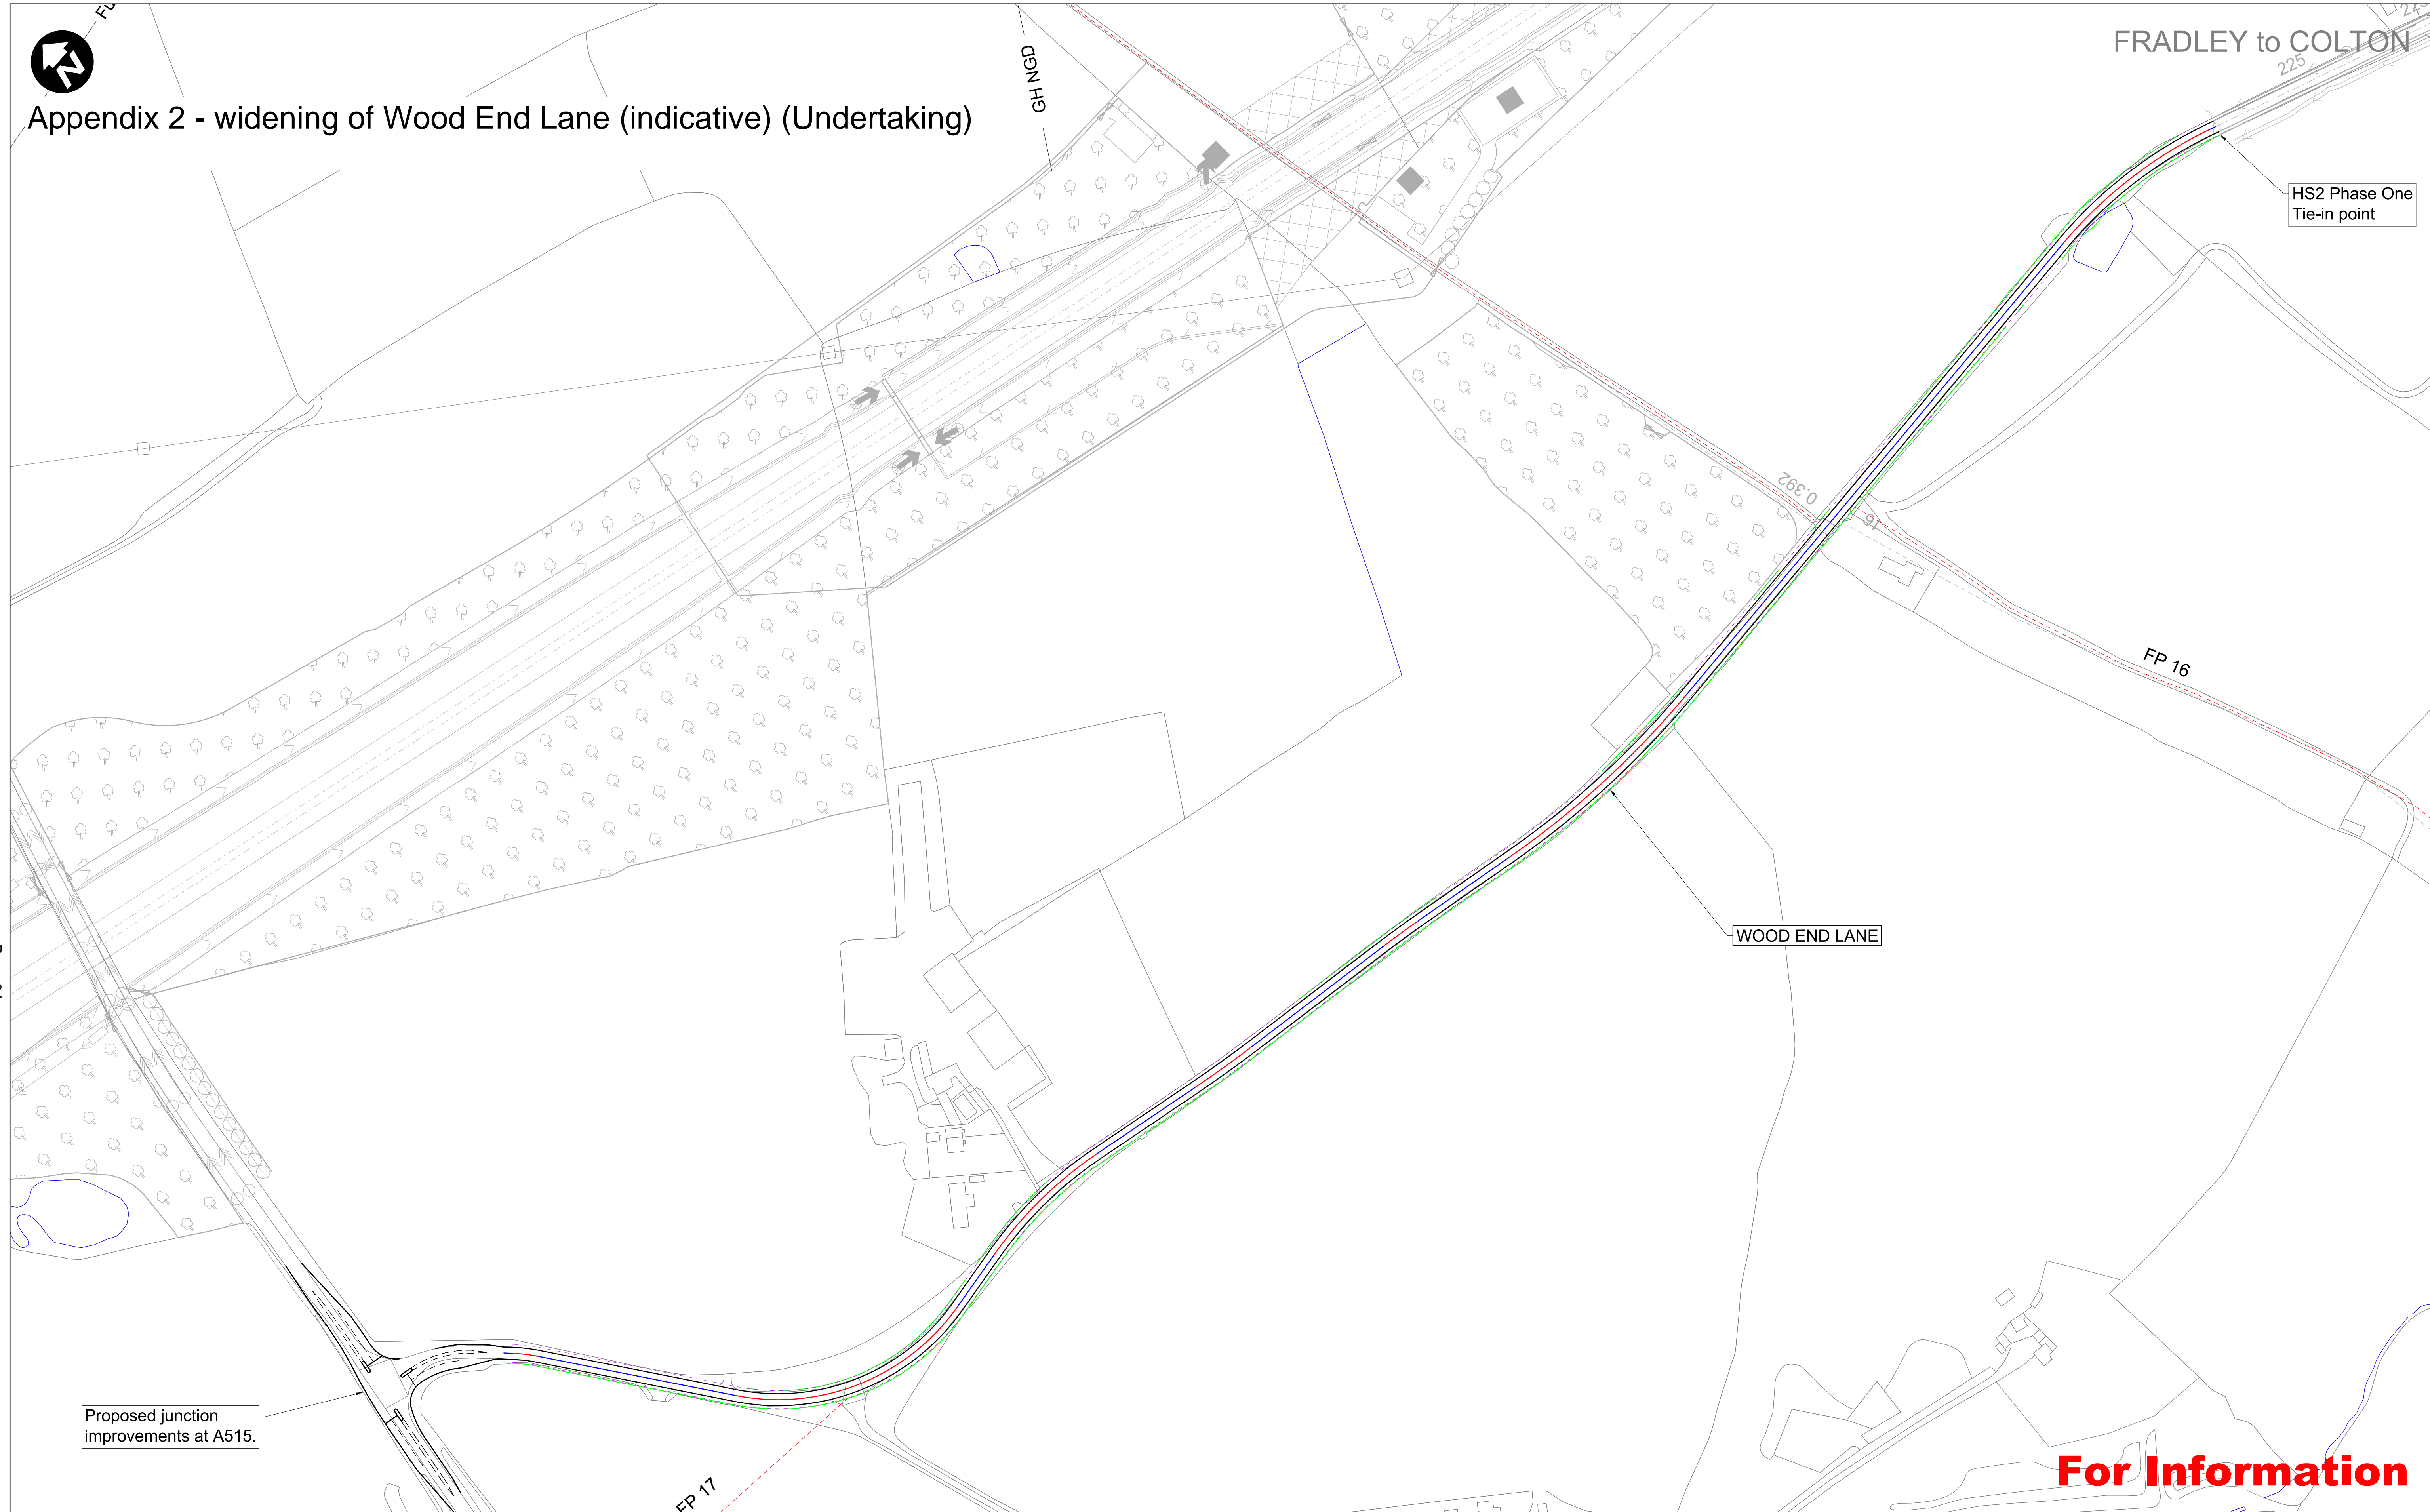 FRADLEY to COLTON
225
N
Appendix 2 - widening of Wood End Lane (indicative) (Undertaking)
GH NGD
HS2 Phase One
Tie-in point
0.392
16
FP 16
WOOD END LANE
Proposed junction
improvements at A515.
FP 17
For Information